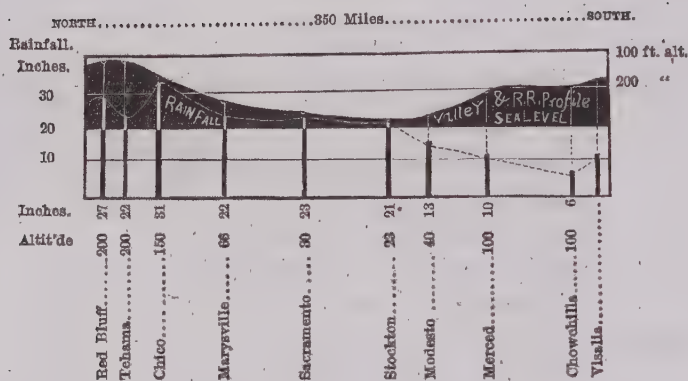 NORTH..............350 Miles..............SOUTH.
Rainfall. 100 ft. alt.
Inches. 200 "
30 RAINFALL Valley & R.R. Profile
SEA LEVEL
20
10
Inches. 27 22 31 22 23 21 13 10 6
Altit'de 200 200 150 66 30 23 40 100 100
Red Bluff
Tehama
Chico
Marysville
Sacramento
Stockton
Modesto
Merced
Chowchilla
Visalia